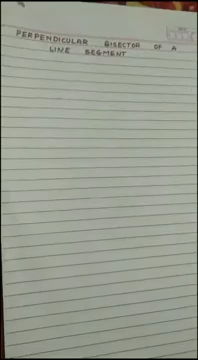 PERPENDICULAR BISECTOR OF A
LINE SEGMENT